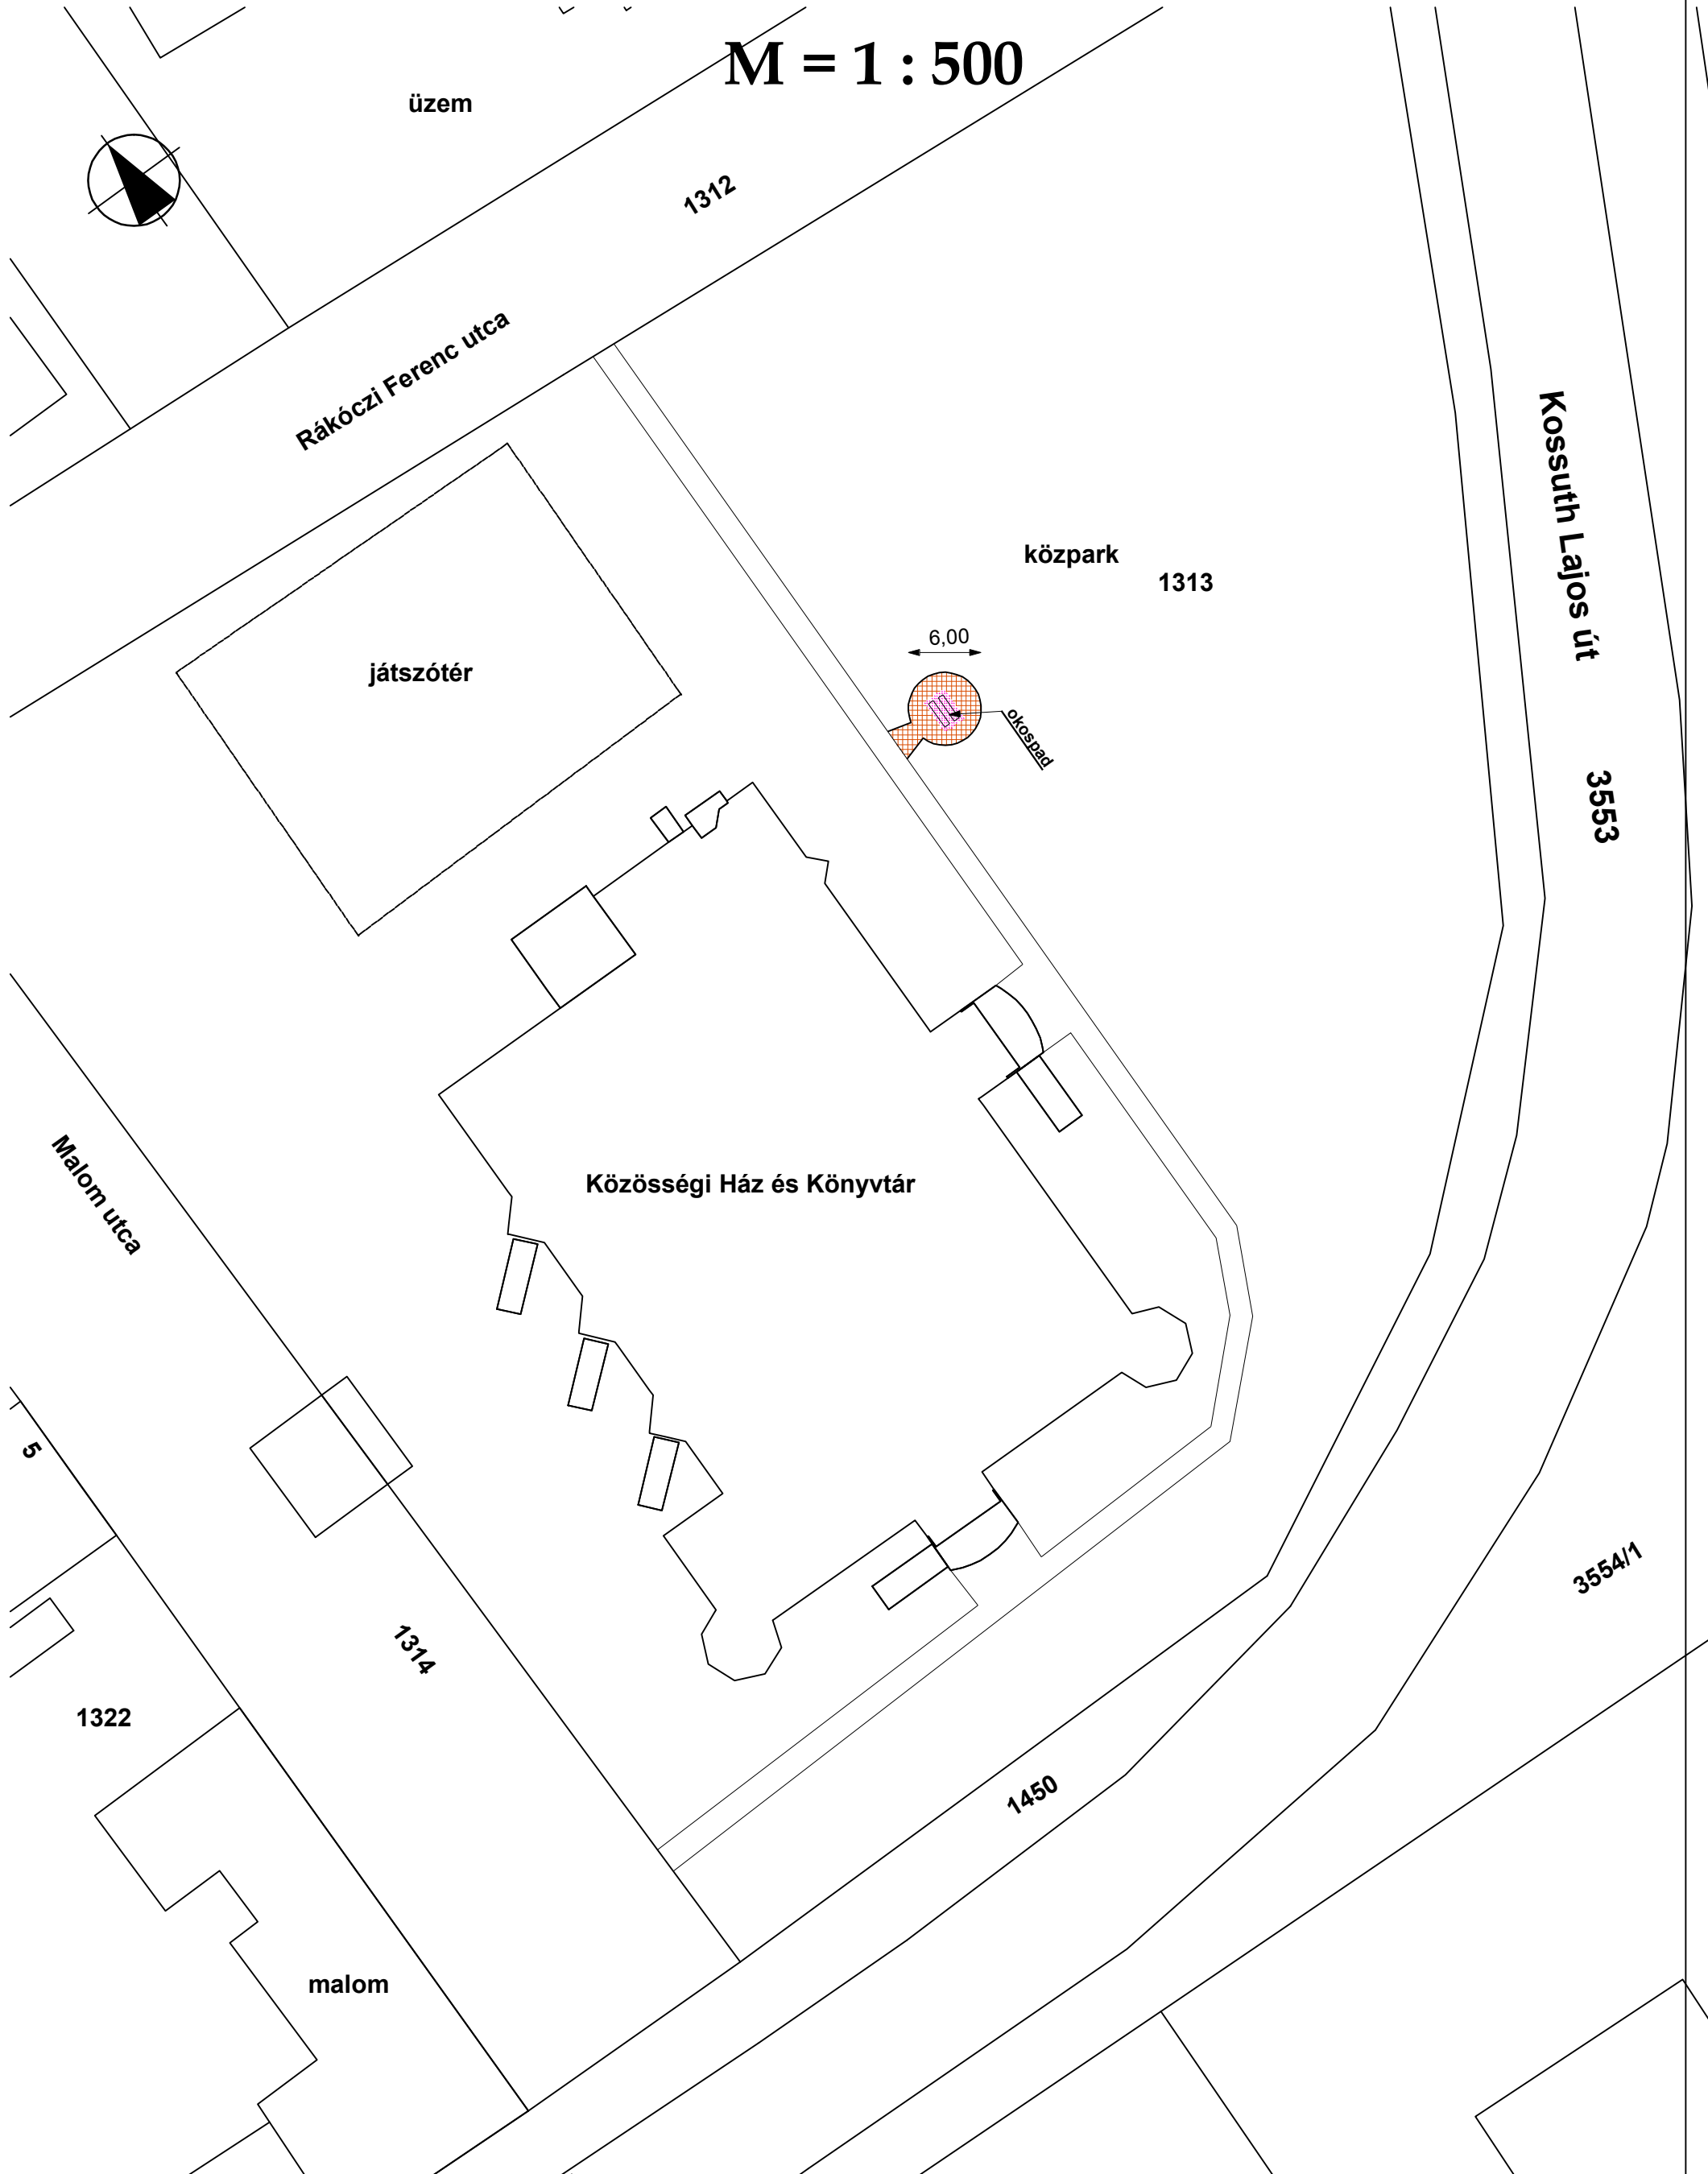 M = 1 : 500
üzem
1312
Rákóczi Ferenc utca
Kossuth Lajos út
közpark
1313
6,00
játszótér
okospad
3553
Malom utca
Közösségi Ház és Könyvtár
5
3554/1
1314
1322
1450
malom